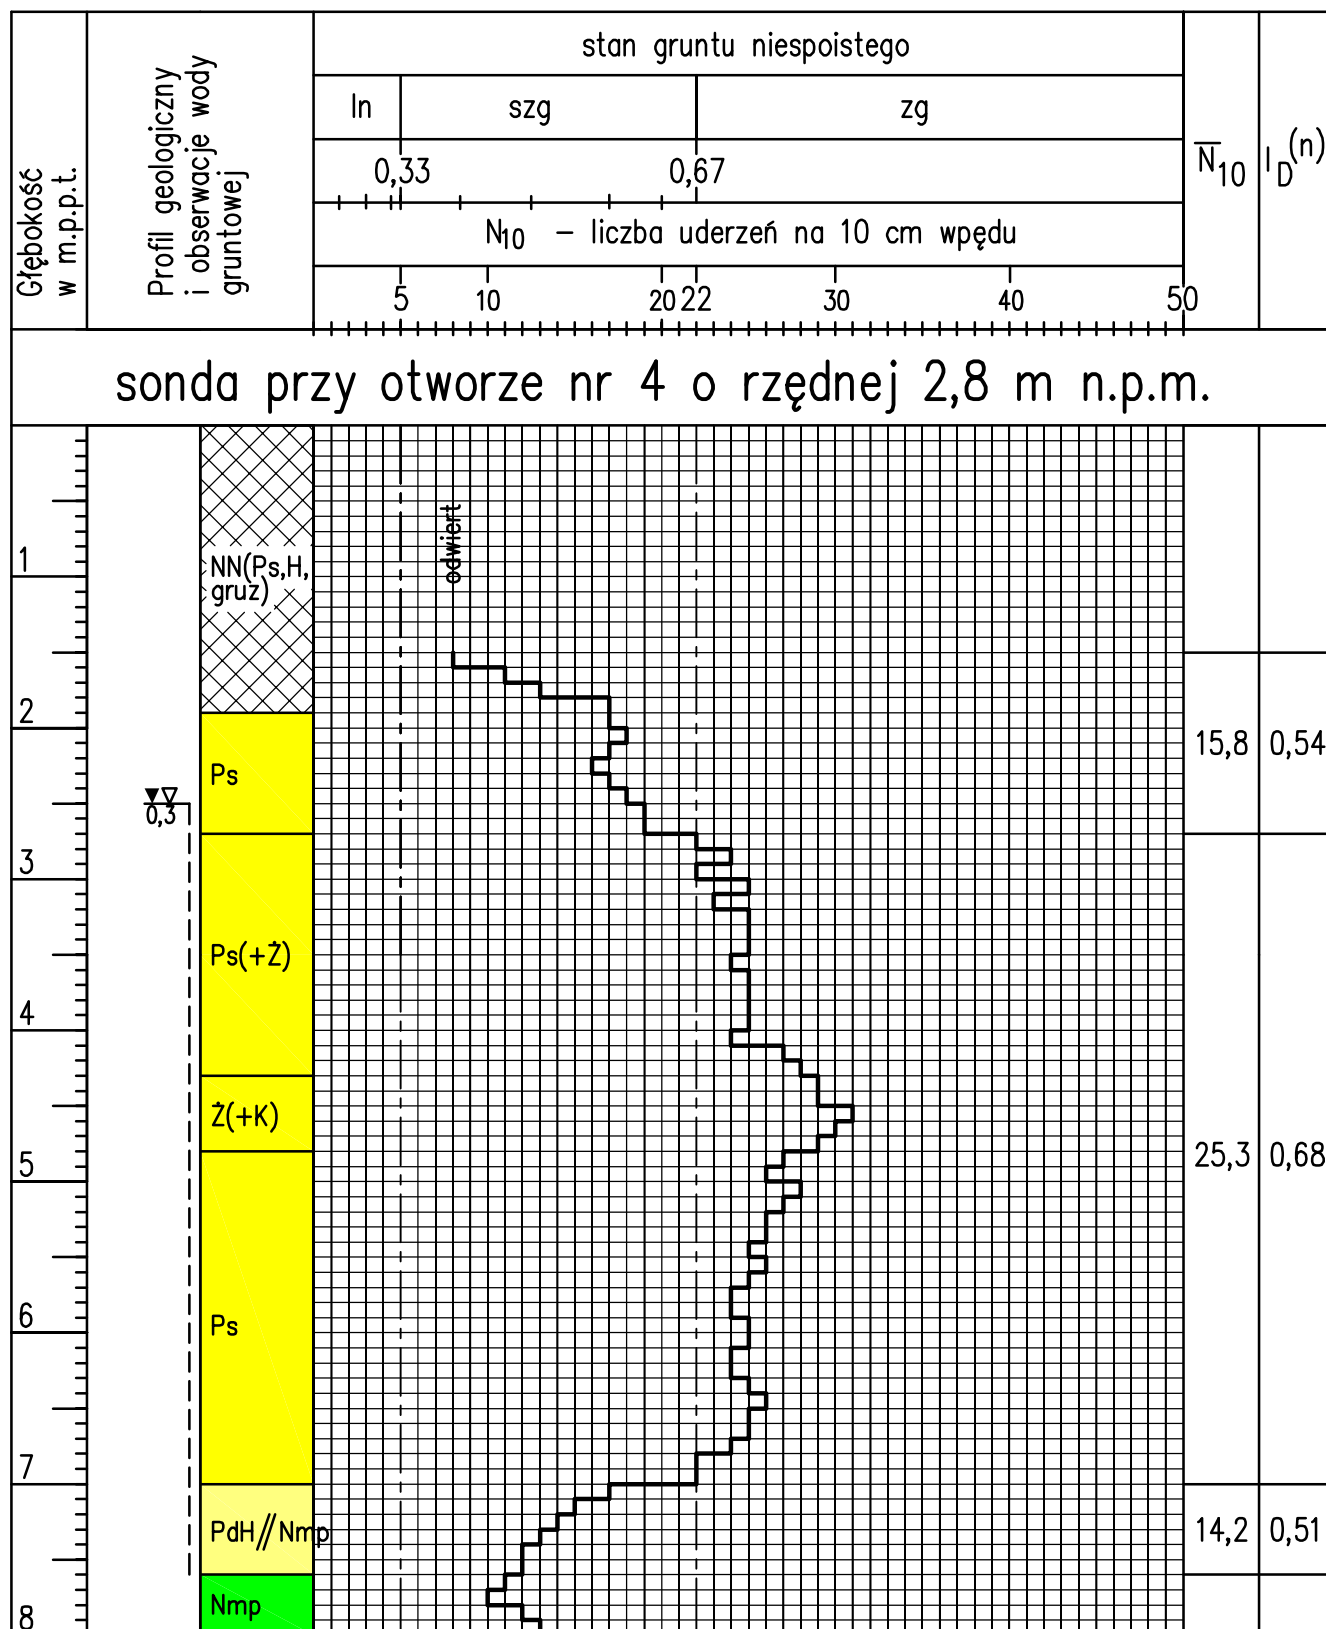 Głębokość
w m.p.p.t.
Profil geologiczny
i obserwacje wody
gruntowej
stan gruntu niespoistego
ln szg zg
0,33 0,67
N10 – liczba uderzeń na 10 cm wpędu
5 10 20 22 30 40 50
N10 ID(n)
sonda przy otworze nr 4 o rzędnej 2,8 m n.p.m.
odwiert
1
NN(Ps,H,
gruz)
2
15,8 0,54
Ps
0,3
3
Ps(+Ż)
4
Ż(+K)
25,3 0,68
5
Ps
6
7
PdH//Nmp
14,2 0,51
Nmp
8